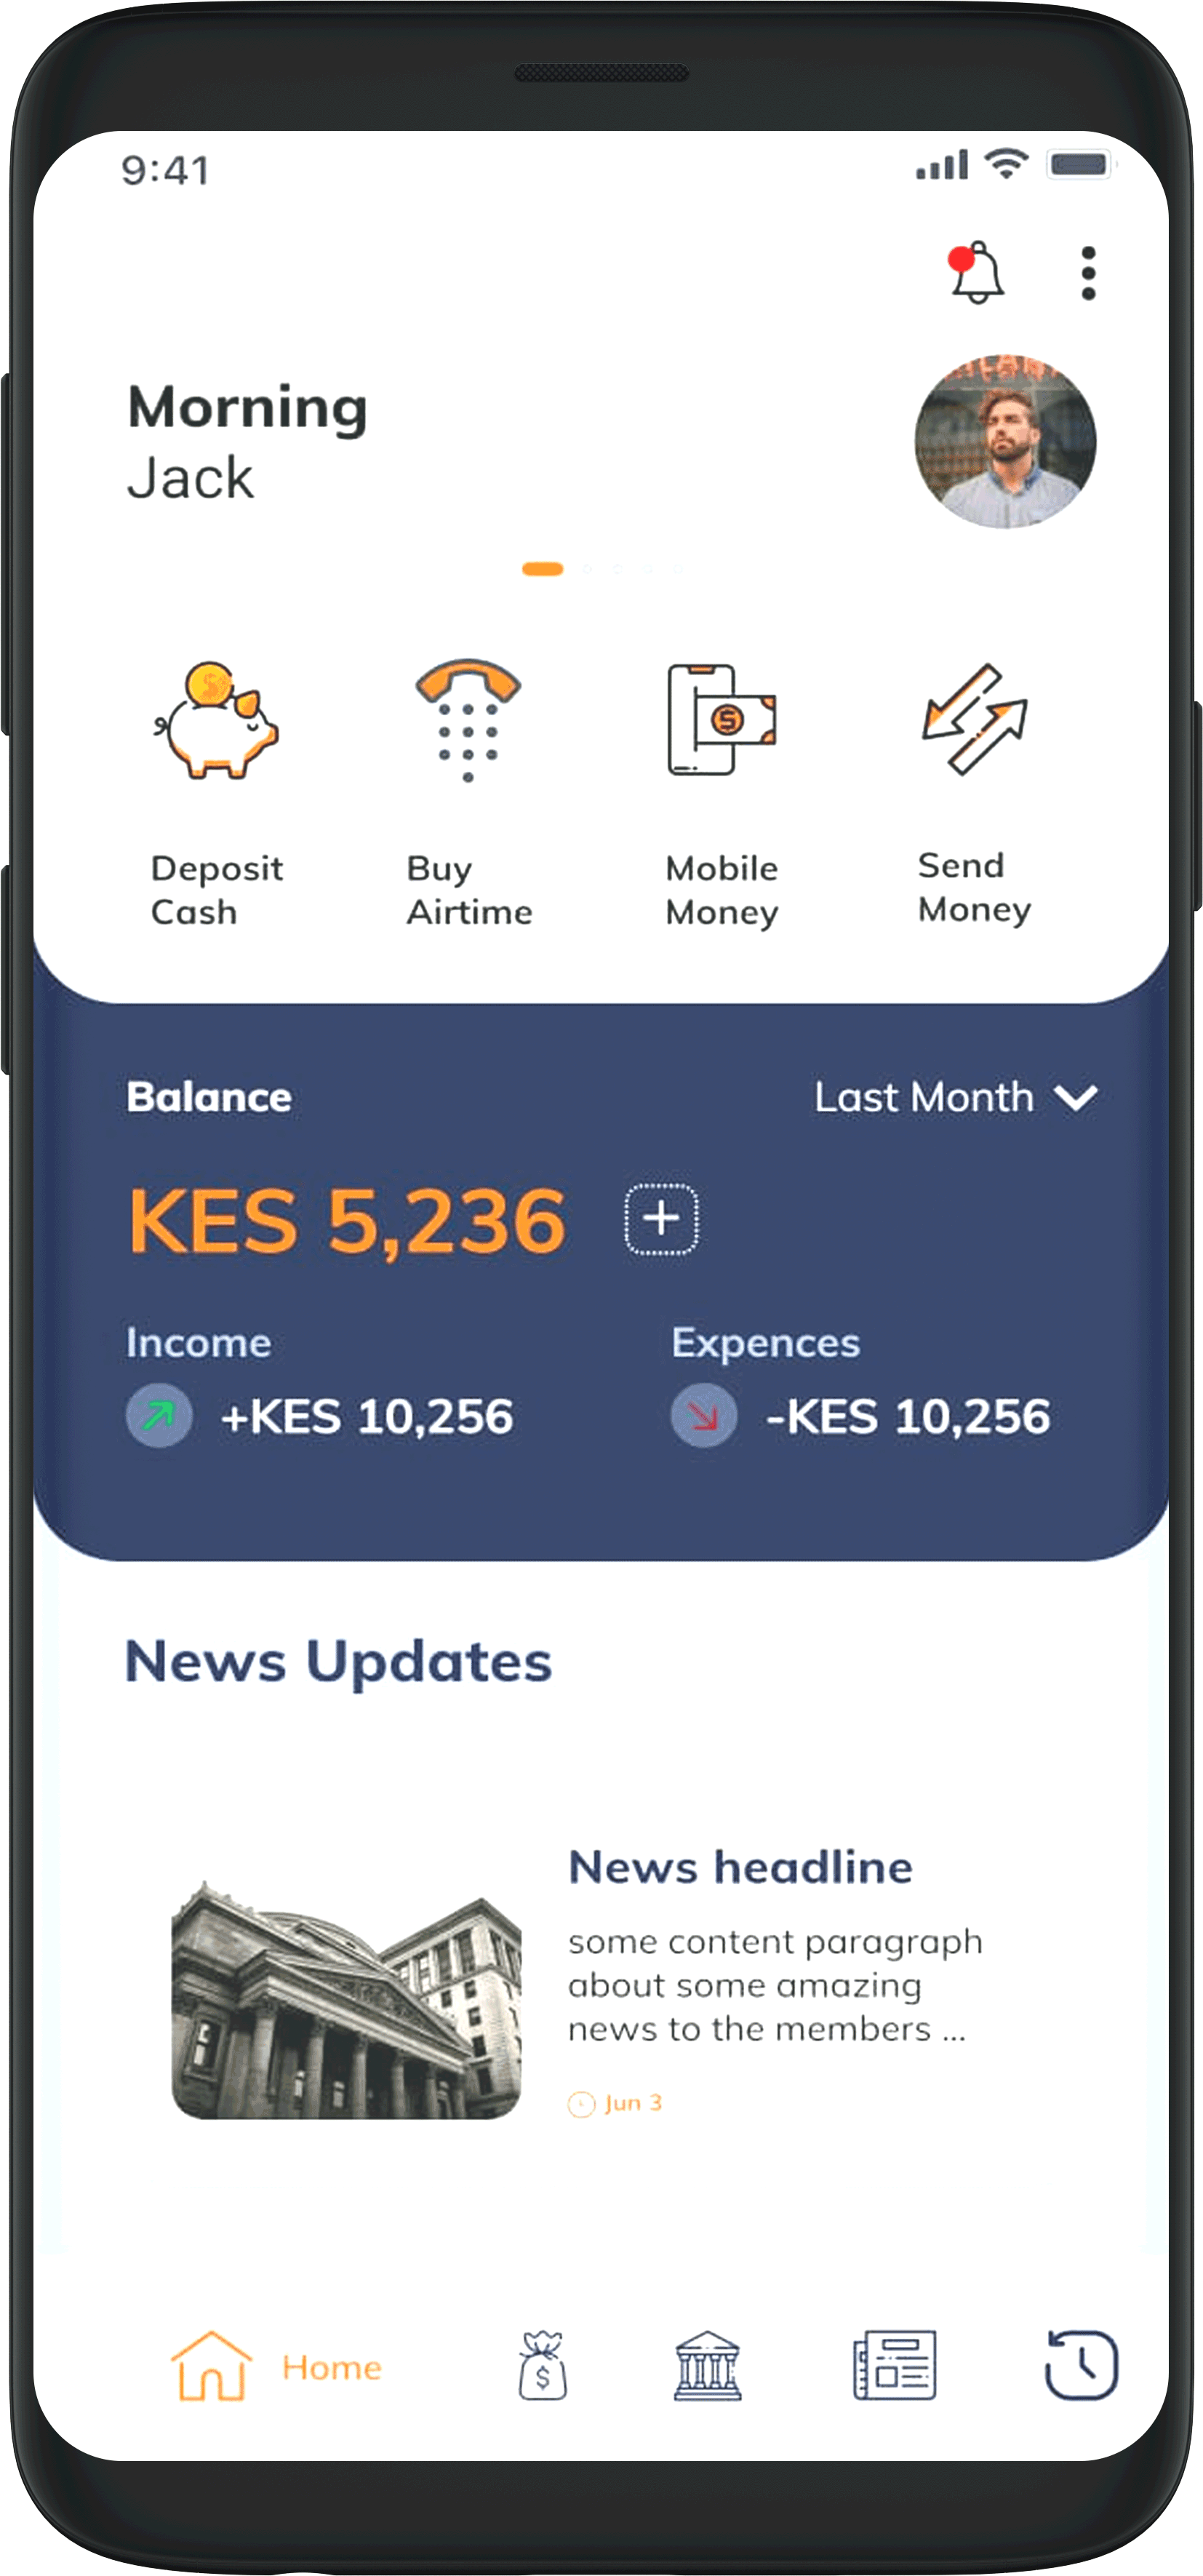 9:41
Morning
Jack
Deposit
Cash
Buy
Airtime
Mobile
Money
Send
Money
Balance
Last Month
KES 5,236
Income
+KES 10,256
Expences
-KES 10,256
News Updates
News headline
some content paragraph
about some amazing
news to the members ...
Jun 3
Home